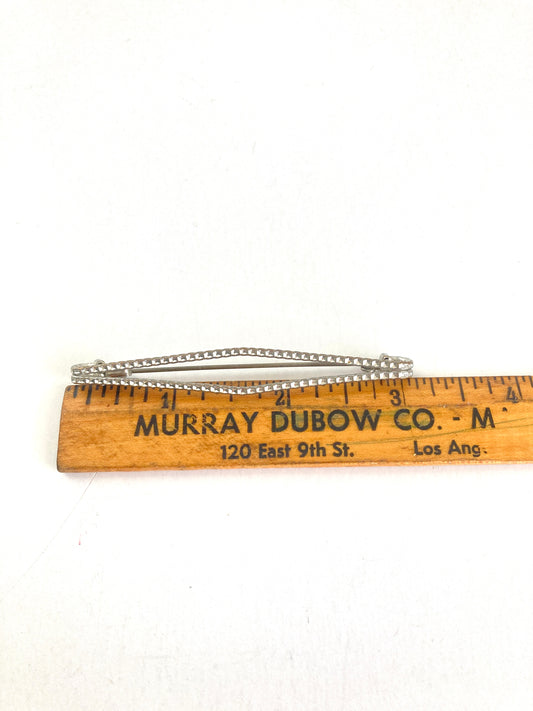 1 2 3 4
MURRAY DUBOW CO. - M
120 East 9th St. Los Ang.